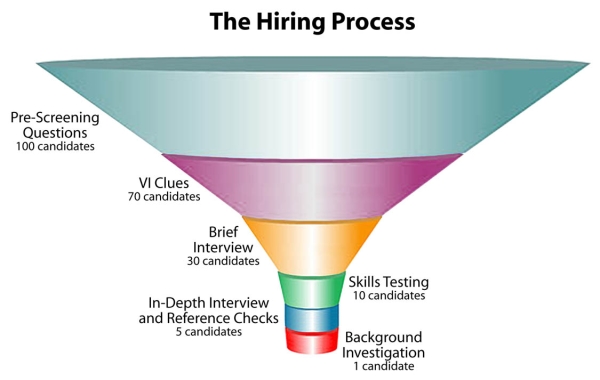 The Hiring Process
Pre-Screening
Questions
100 candidates
VI Clues
70 candidates
Brief
Interview
30 candidates
Skills Testing
10 candidates
In-Depth Interview
and Reference Checks
5 candidates
Background
Investigation
1 candidate